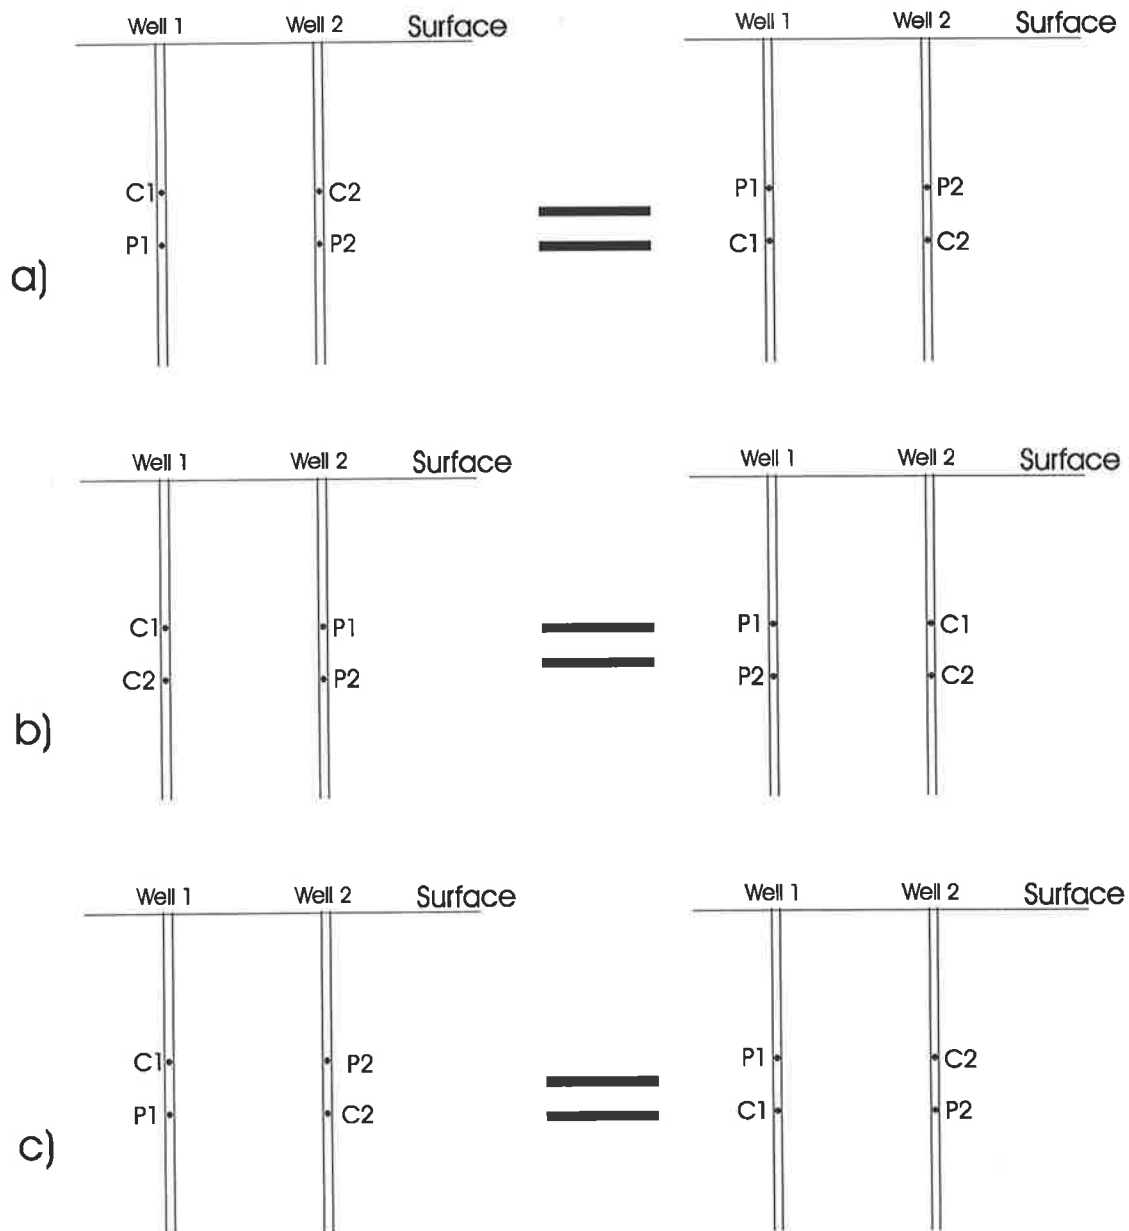 Well 1 Well 2 Surface Well 1 Well 2 Surface
C1 C2 P1 P2
P1 P2 C1 C2
a)
Well 1 Well 2 Surface Well 1 Well 2 Surface
C1 P1 P1 C1
C2 P2 P2 C2
b)
Well 1 Well 2 Surface Well 1 Well 2 Surface
C1 P2 P1 C2
P1 C2 C1 P2
c)